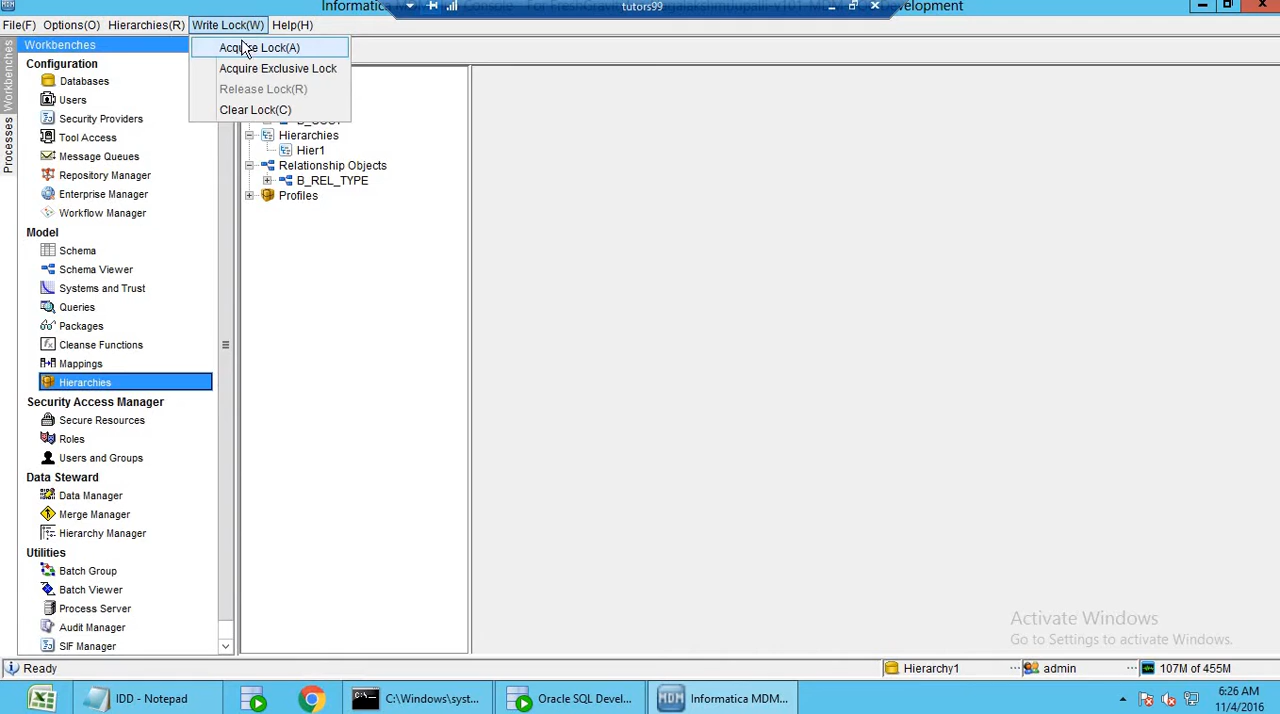 tutors99
Informatica MDM
Development
File(F) Options(O) Hierarchies(R) Write Lock(W) Help(H)
Workbenches
Processes
Workbenches
Configuration
Databases
Users
Security Providers
Tool Access
Message Queues
Repository Manager
Enterprise Manager
Workflow Manager
Model
Schema
Schema Viewer
Systems and Trust
Queries
Packages
Cleanse Functions
Mappings
Hierarchies
Security Access Manager
Secure Resources
Roles
Users and Groups
Data Steward
Data Manager
Merge Manager
Hierarchy Manager
Utilities
Batch Group
Batch Viewer
Process Server
Audit Manager
SIF Manager
Acquire Lock(A)
Acquire Exclusive Lock
Release Lock(R)
Clear Lock(C)
Hierarchies
Hier1
Relationship Objects
B_REL_TYPE
Profiles
Activate Windows
Go to Settings to activate Windows.
Ready
Hierarchy1
admin
107M of 455M
IDD - Notepad
C:\Windows\syst...
Oracle SQL Devel...
MDM
Informatica MDM...
6:26 AM
11/4/2016